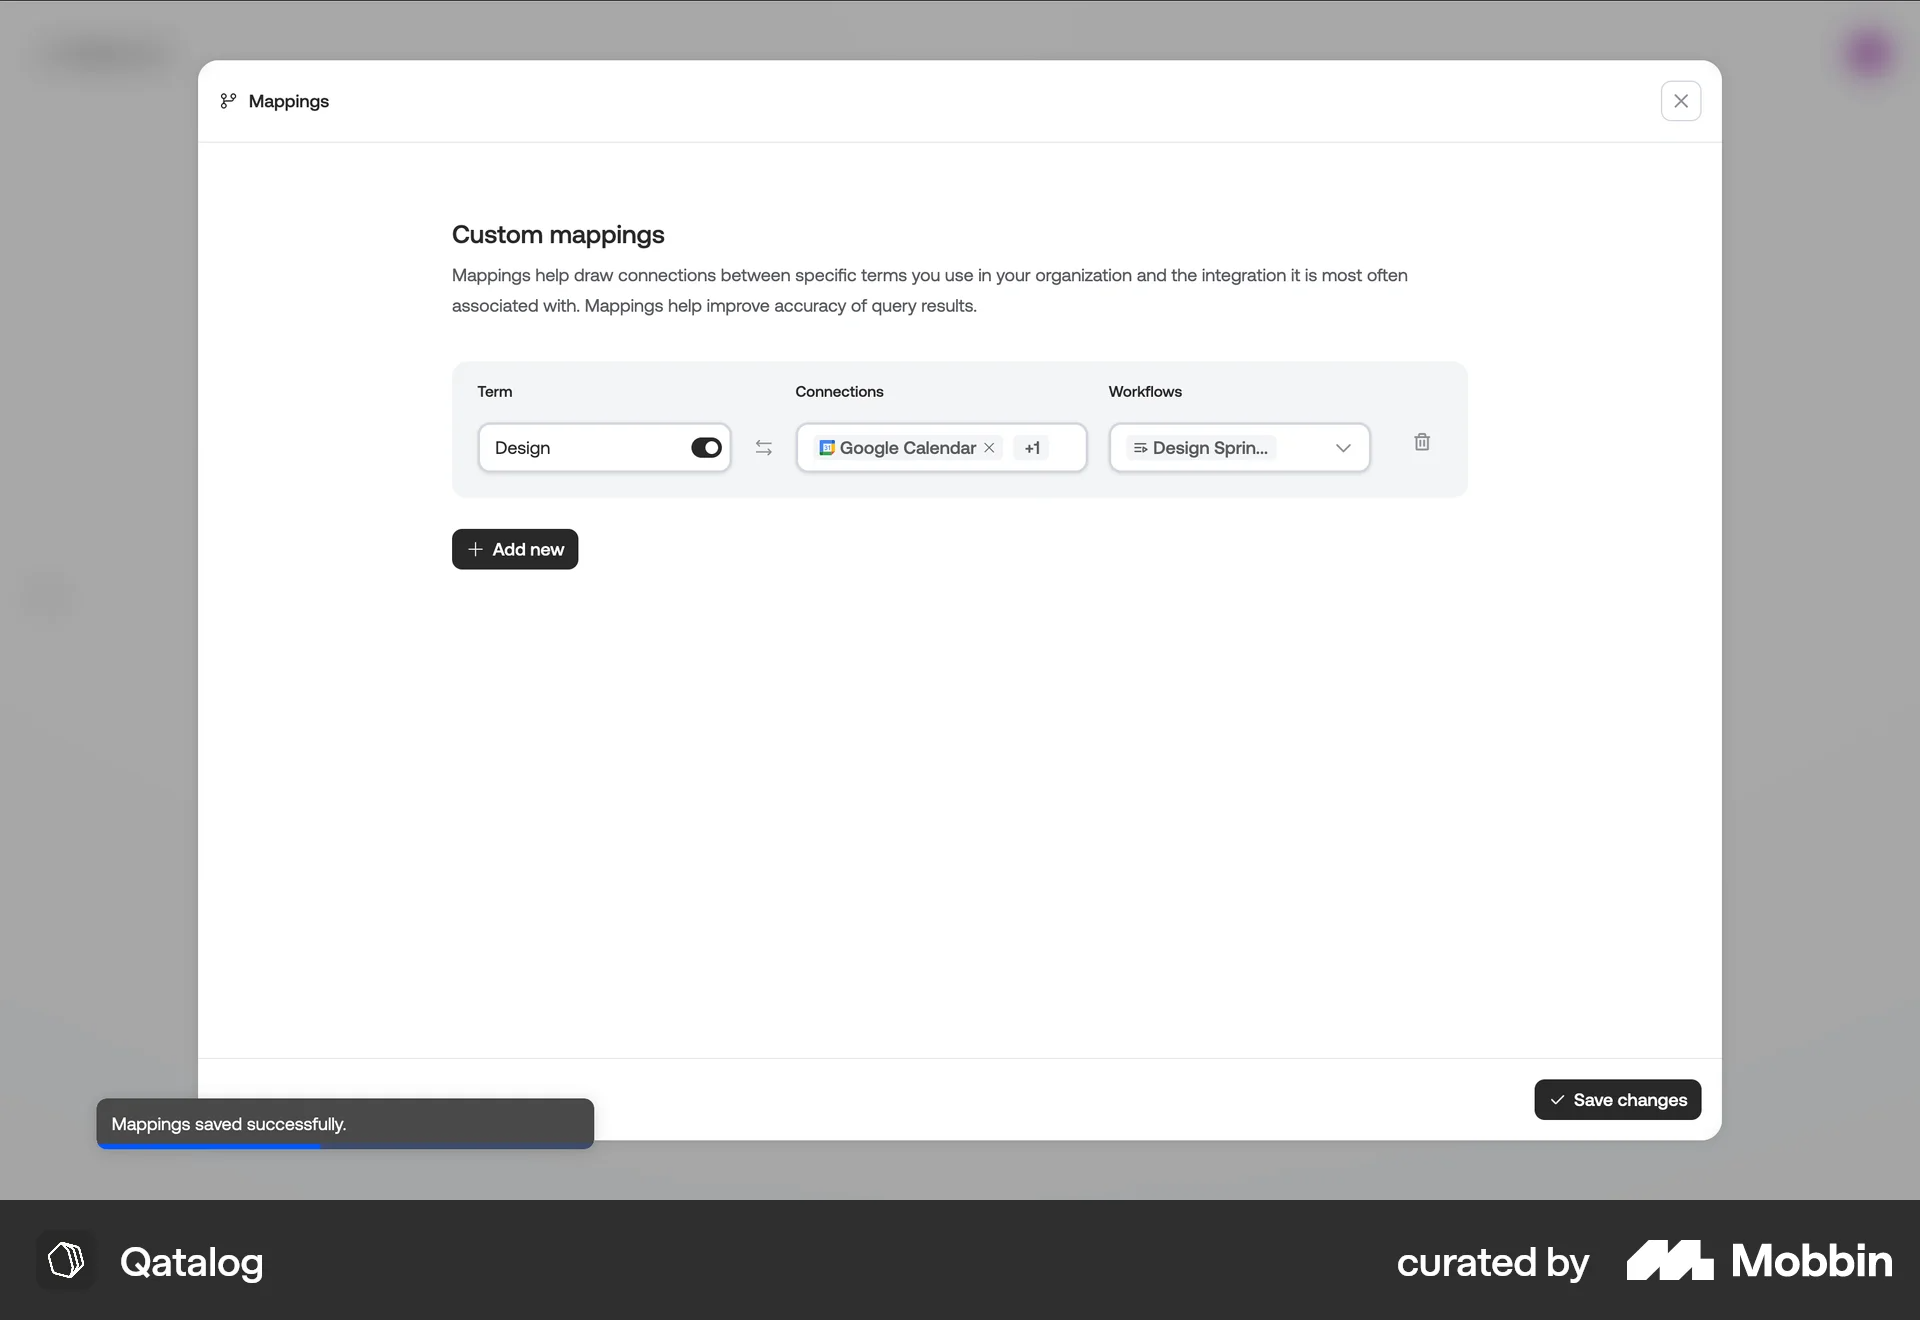 Mappings
Custom mappings
Mappings help draw connections between specific terms you use in your organization and the integration it is most often
associated with. Mappings help improve accuracy of query results.
Term
Connections
Workflows
Design
31
Google Calendar
+1
Design Sprin...
Add new
Save changes
Mappings saved successfully.
Qatalog
curated by
Mobbin